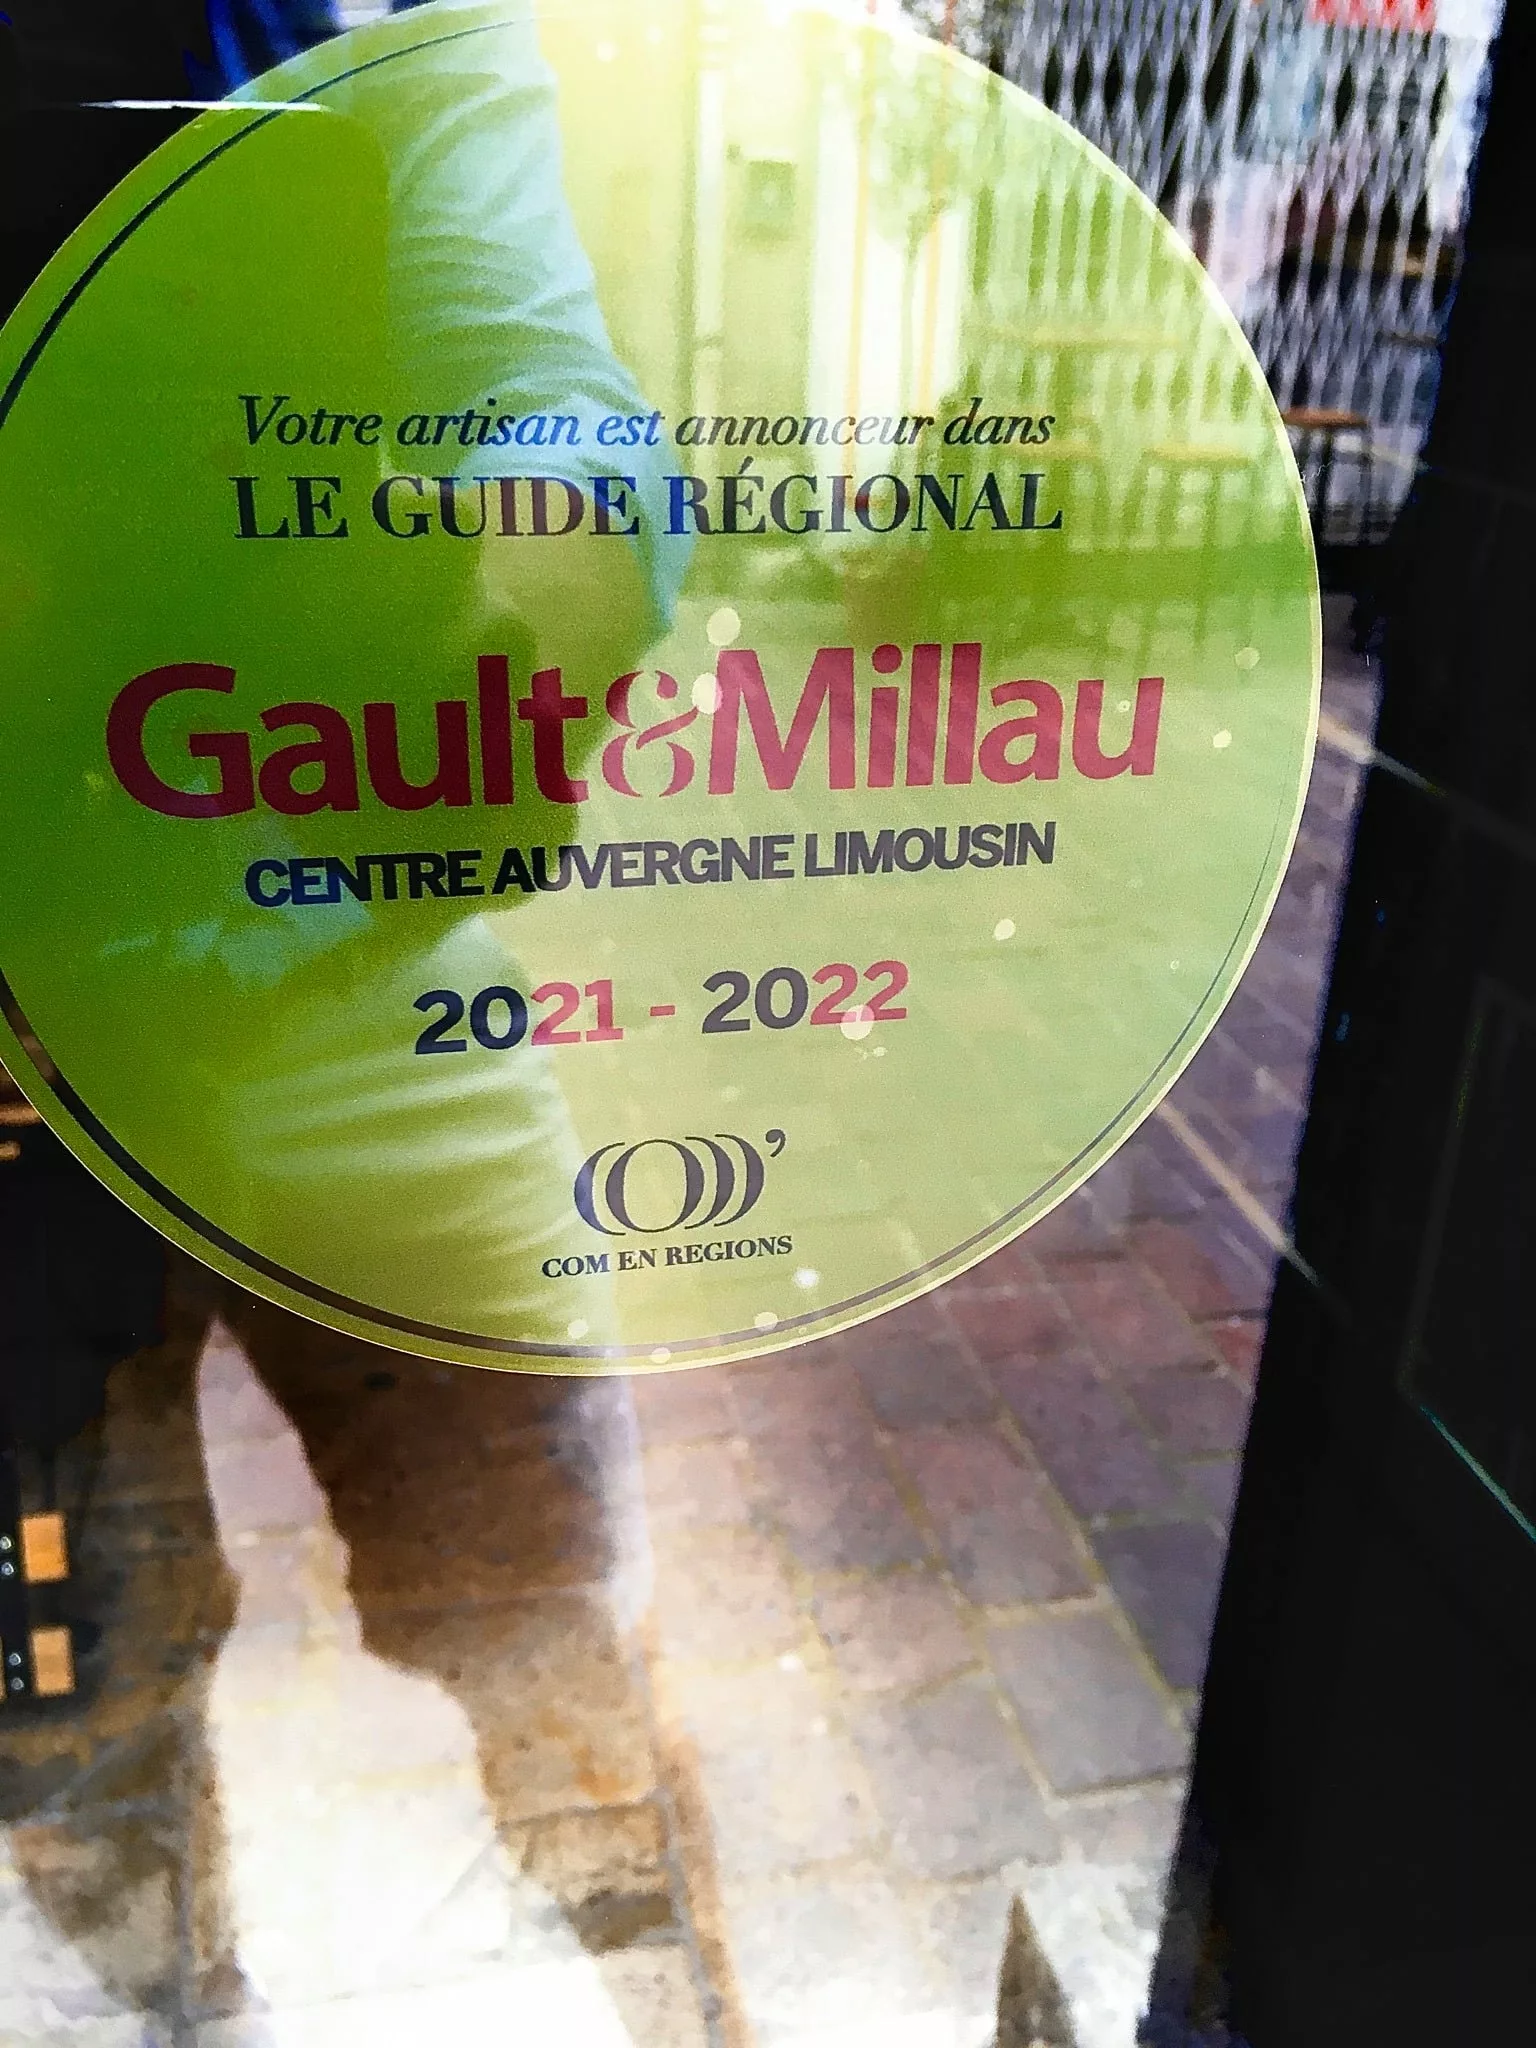 Votre artisan est annonceur dans
LE GUIDE RÉGIONAL
Gault&Millau
CENTRE AUVERGNE LIMOUSIN
2021 - 2022
COM EN REGIONS